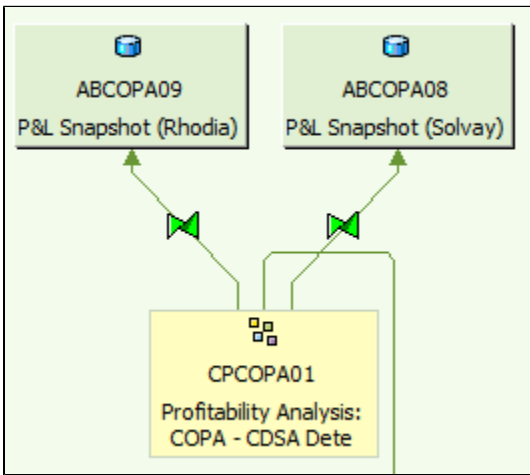 ABCOPA09
P&L Snapshot (Rhodia)
ABCOPA08
P&L Snapshot (Solvay)
CPCOPA01
Profitability Analysis:
COPA - CDSA Dete